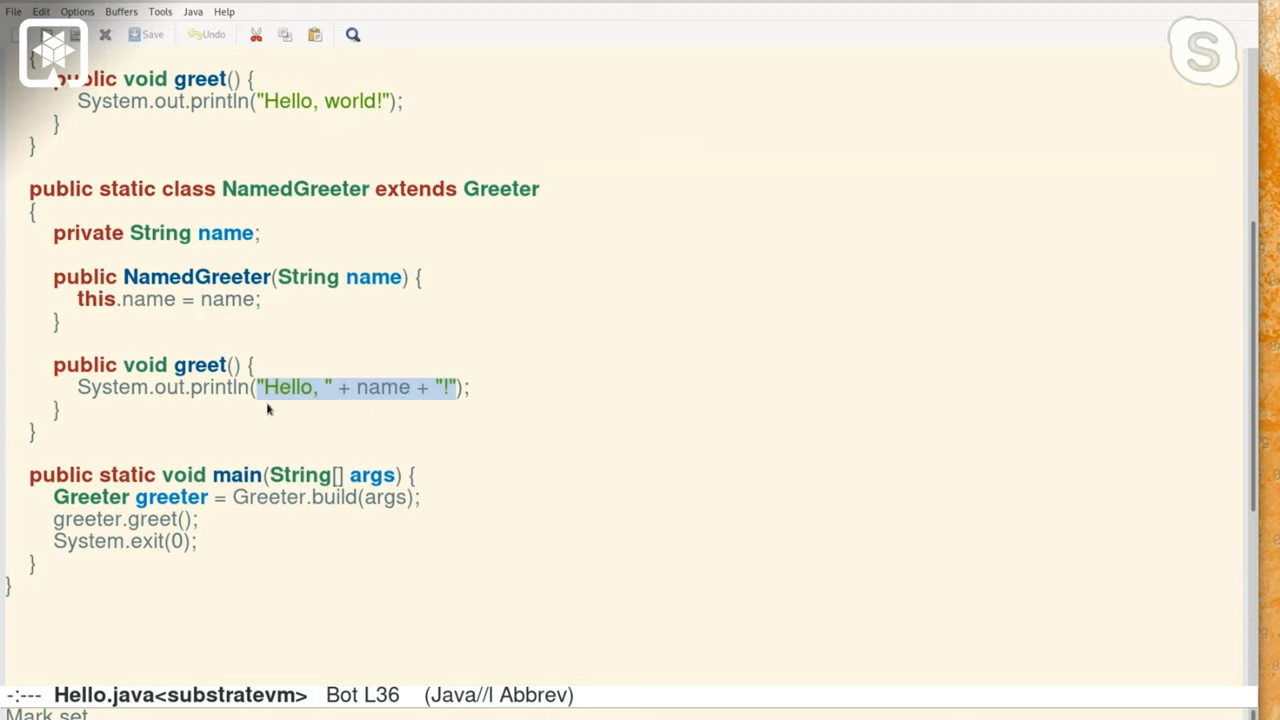 File Edit Options Buffers Tools Java Help
Save Undo
S
{
public void greet() {
System.out.println("Hello, world!");
}
}
public static class NamedGreeter extends Greeter
{
private String name;
public NamedGreeter(String name) {
this.name = name;
}
public void greet() {
System.out.println("Hello, " + name + "!");
}
}
public static void main(String[] args) {
Greeter greeter = Greeter.build(args);
greeter.greet();
System.exit(0);
}
}
-:--- Hello.java<substratevm> Bot L36 (Java//l Abbrev)
Mark set